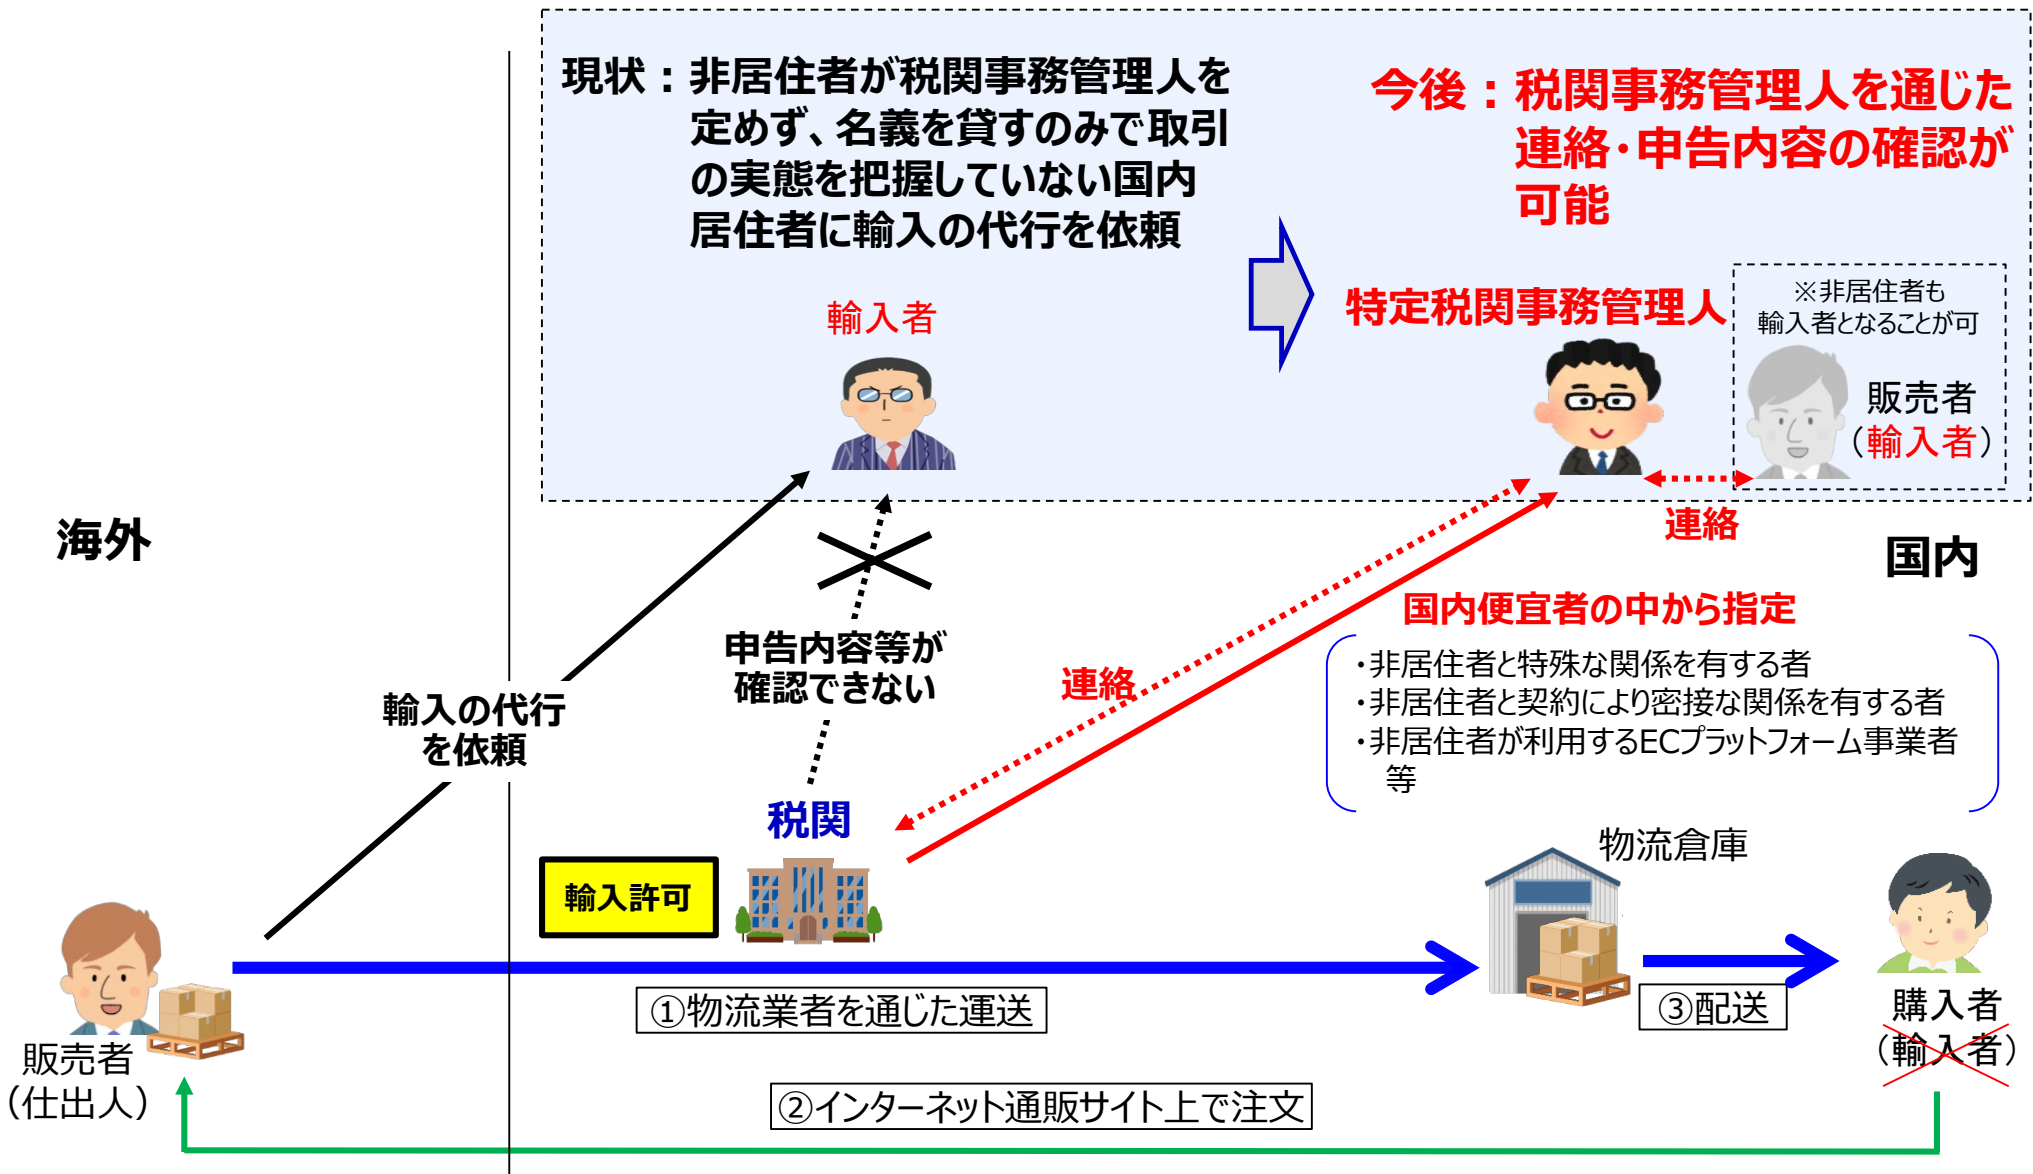 現状：非居住者が税関事務管理人を
定めず、名義を貸すのみで取引
の実態を把握していない国内
居住者に輸入の代行を依頼
今後：税関事務管理人を通じた
連絡・申告内容の確認が
可能
輸入者
特定税関事務管理人
※非居住者も
輸入者となることが可
販売者
（輸入者）
連絡
海外
国内
国内便宜者の中から指定
・非居住者と特殊な関係を有する者
・非居住者と契約により密接な関係を有する者
・非居住者が利用するECプラットフォーム事業者
等
申告内容等が
確認できない
連絡
輸入の代行
を依頼
税関
輸入許可
物流倉庫
①物流業者を通じた運送
③配送
購入者
（輸入者）
販売者
（仕出人）
②インターネット通販サイト上で注文